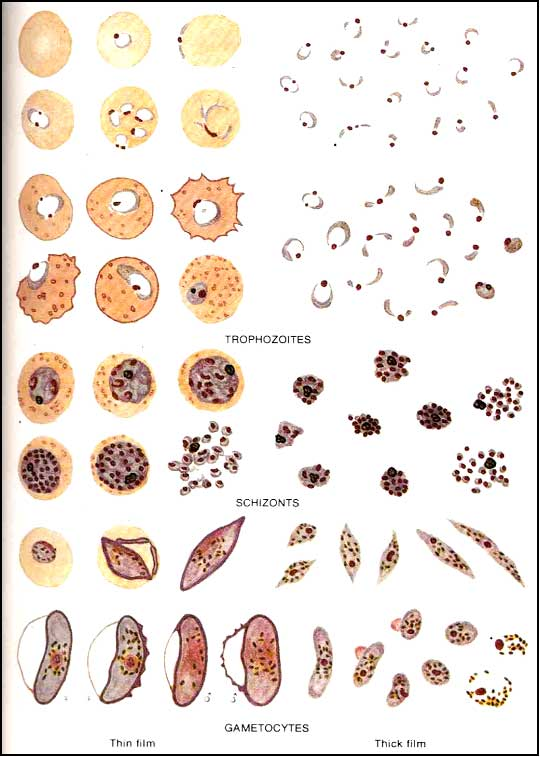 TROPHOZOITES
SCHIZONTS
GAMETOCYTES
Thin film
Thick film